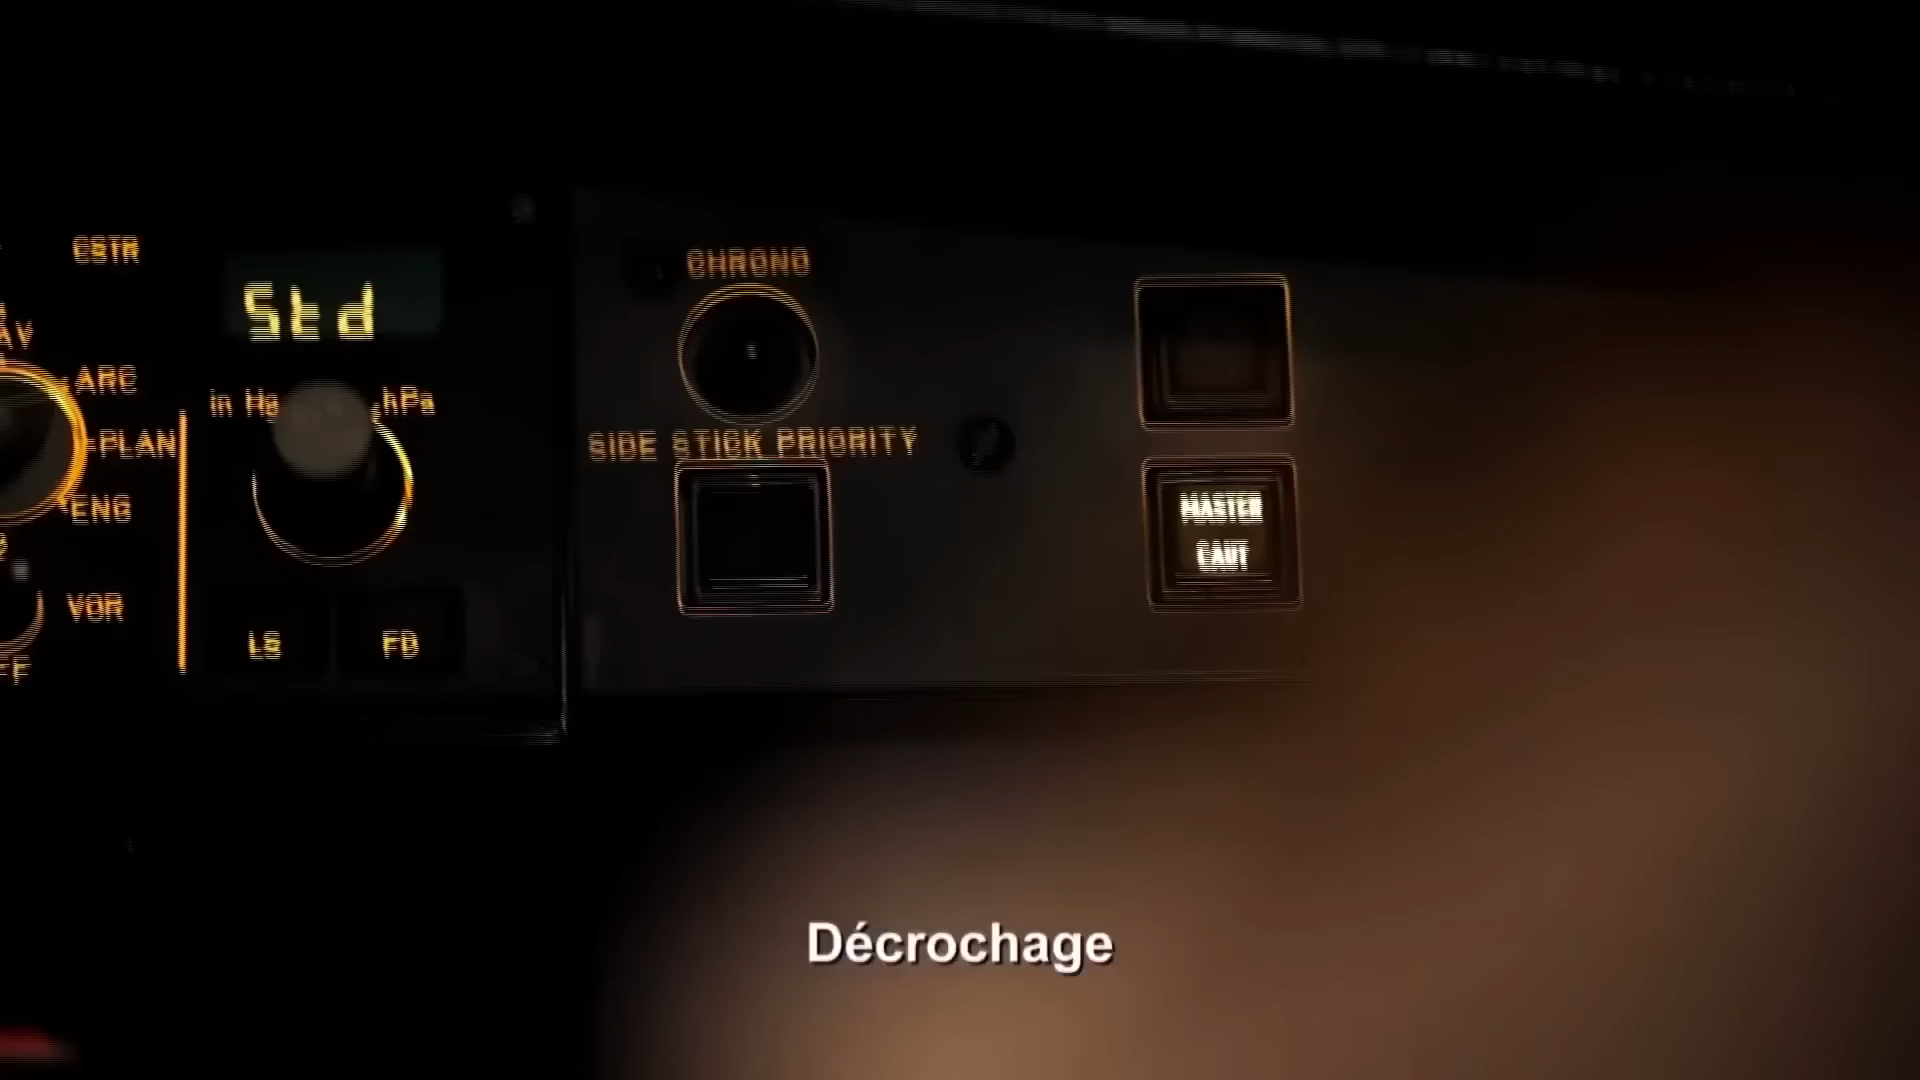 CSTR
Std
CHRONO
ARC
in Hg
hPa
PLAN
SIDE STICK PRIORITY
ENG
MASTER
CAUT
VOR
LS
FD
Décrochage